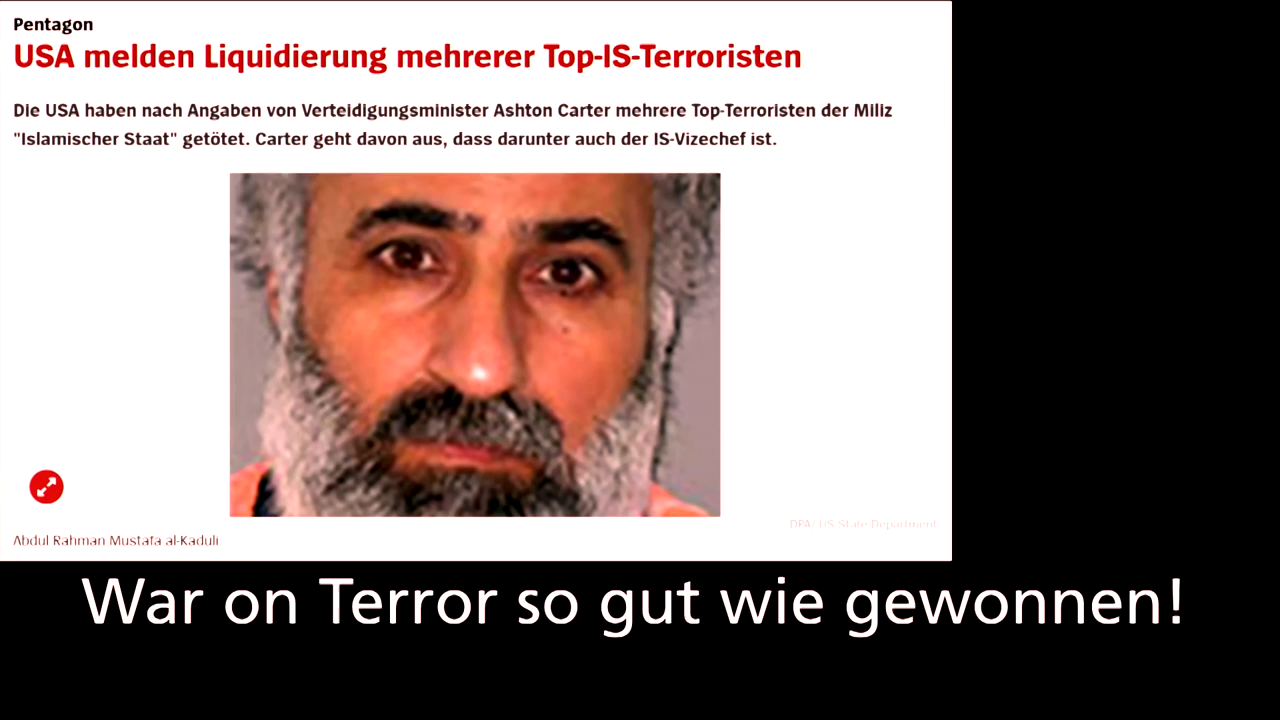 Pentagon
USA melden Liquidierung mehrerer Top-IS-Terroristen
Die USA haben nach Angaben von Verteidigungsminister Ashton Carter mehrere Top-Terroristen der Miliz
"Islamischer Staat" getötet. Carter geht davon aus, dass darunter auch der IS-Vizechef ist.
DPA/ US State Department
Abdul Rahman Mustafa al-Kaduli
War on Terror so gut wie gewonnen!